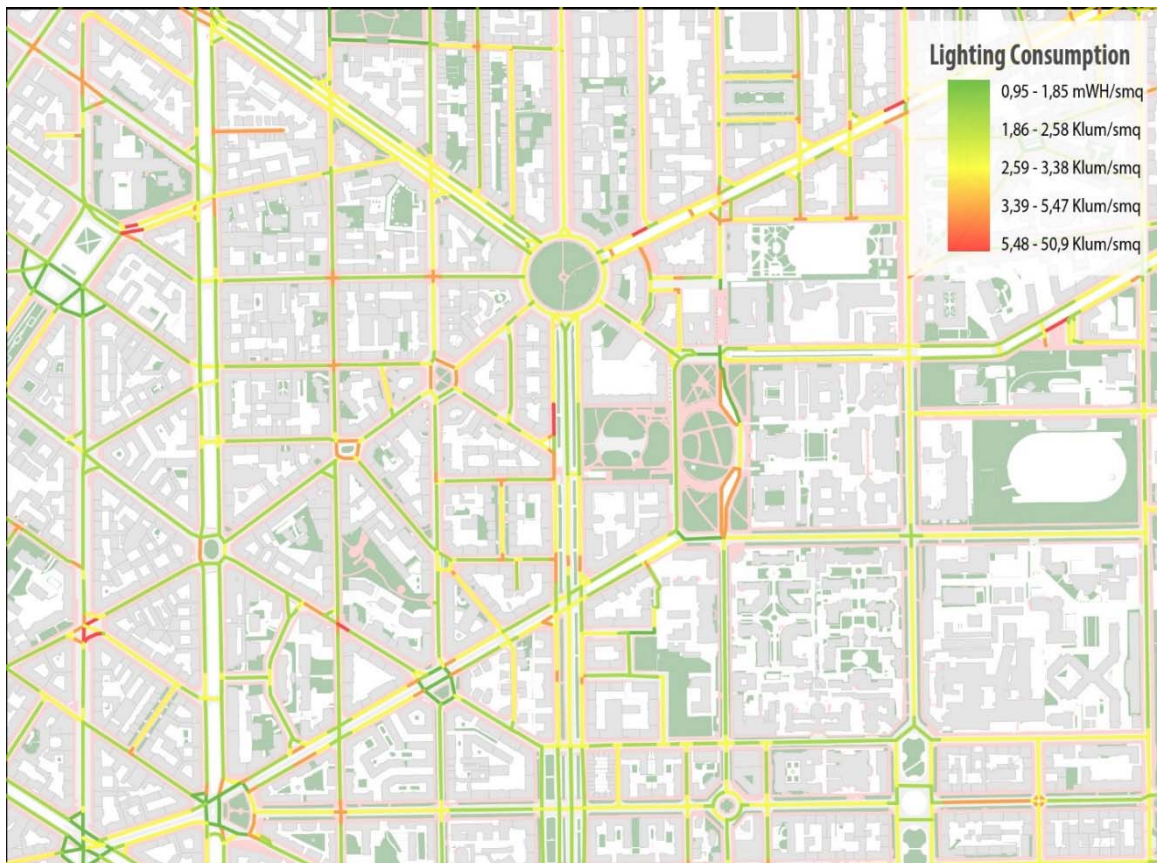 Lighting Consumption
0,95 - 1,85 mWH/smq
1,86 - 2,58 Klum/smq
2,59 - 3,38 Klum/smq
3,39 - 5,47 Klum/smq
5,48 - 50,9 Klum/smq